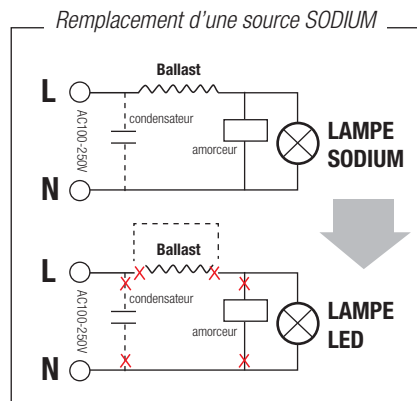 Remplacement d'une source SODIUM
Ballast
L
AC100-250V
condensateur
amorceur
LAMPE
SODIUM
N
Ballast
L
AC100-250V
condensateur
amorceur
LAMPE
LED
N